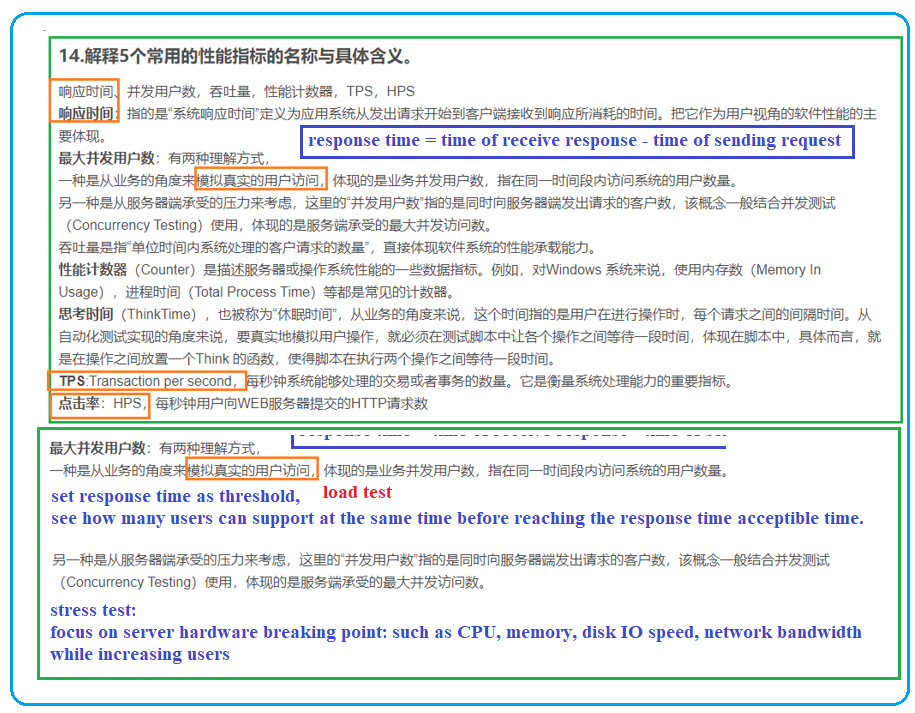 14.解释5个常用的性能指标的名称与具体含义。
响应时间、并发用户数，吞吐量，性能计数器，TPS，HPS
响应时间：指的是“系统响应时间”定义为应用系统从发出请求开始到客户端接收到响应所消耗的时间。把它作为用户视角的软件性能的主
要体现。
response time = time of receive response - time of sending request
最大并发用户数：有两种理解方式，
一种是从业务的角度来模拟真实的用户访问，体现的是业务并发用户数，指在同一时间段内访问系统的用户数量。
另一种是从服务器端承受的压力来考虑，这里的“并发用户数”指的是同时向服务器端发出请求的客户数，该概念一般结合并发测试
（Concurrency Testing）使用，体现的是服务端承受的最大并发访问数。
吞吐量是指“单位时间内系统处理的客户请求的数量”，直接体现软件系统的性能承载能力。
性能计数器（Counter）是描述服务器或操作系统性能的一些数据指标。例如，对Windows 系统来说，使用内存数（Memory In
Usage），进程时间（Total Process Time）等都是常见的计数器。
思考时间（ThinkTime），也被称为“休眠时间”，从业务的角度来说，这个时间指的是用户在进行操作时，每个请求之间的间隔时间。从
自动化测试实现的角度来说，要真实地模拟用户操作，就必须在测试脚本中让各个操作之间等待一段时间，体现在脚本中，具体而言，就
是在操作之间放置一个Think 的函数，使得脚本在执行两个操作之间等待一段时间。
TPS:Transaction per second，每秒钟系统能够处理的交易或者事务的数量。它是衡量系统处理能力的重要指标。
点击率：HPS，每秒钟用户向WEB服务器提交的HTTP请求数
最大并发用户数：有两种理解方式，
一种是从业务的角度来模拟真实的用户访问，体现的是业务并发用户数，指在同一时间段内访问系统的用户数量。
set response time as threshold, load test
see how many users can support at the same time before reaching the response time acceptible time.
另一种是从服务器端承受的压力来考虑，这里的“并发用户数”指的是同时向服务器端发出请求的客户数，该概念一般结合并发测试
（Concurrency Testing）使用，体现的是服务端承受的最大并发访问数。
stress test:
focus on server hardware breaking point: such as CPU, memory, disk IO speed, network bandwidth
while increasing users